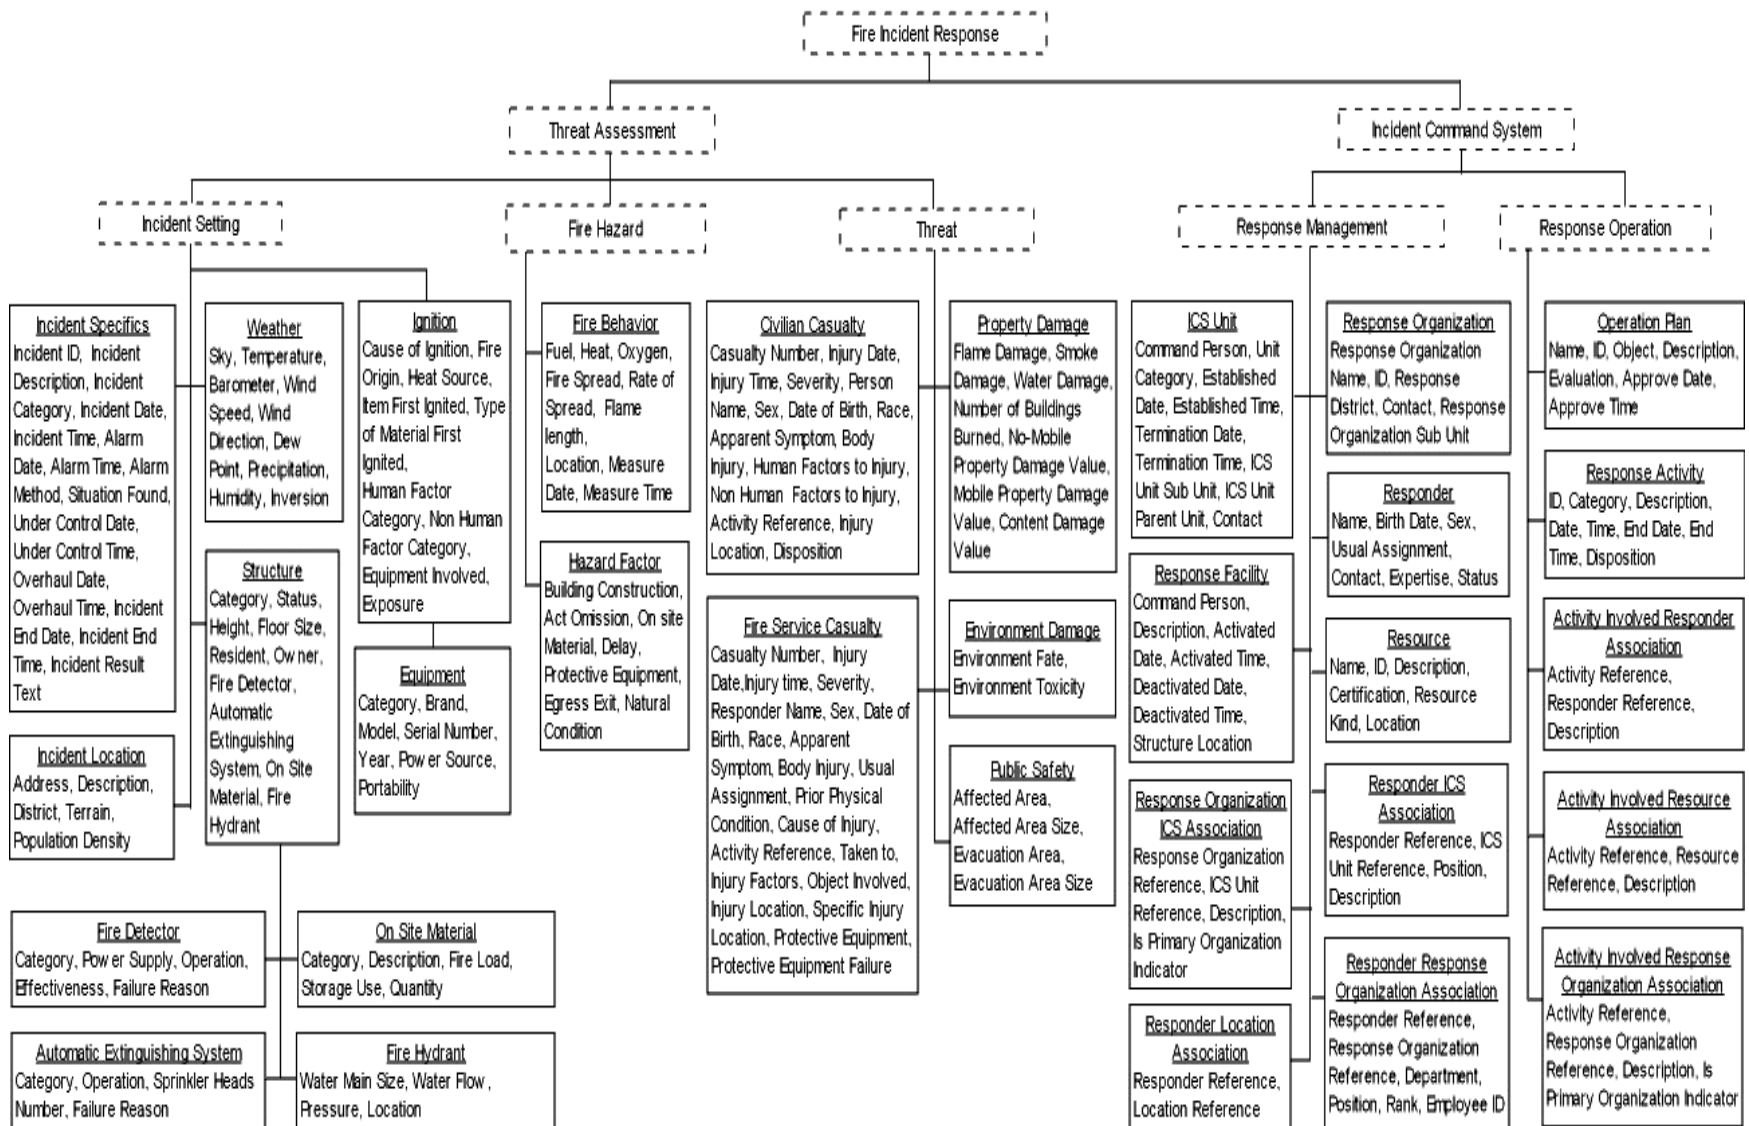 Fire Incident Response
Threat Assessment
Incident Command System
Incident Setting
Fire Hazard
Threat
Response Management
Response Operation
Incident Specifics
Incident ID, Incident
Description, Incident
Category, Incident Date,
Incident Time, Alarm
Date, Alarm Time, Alarm
Method, Situation Found,
Under Control Date,
Under Control Time,
Overhaul Date,
Overhaul Time, Incident
End Date, Incident End
Time, Incident Result
Text
Incident Location
Address, Description,
District, Terrain,
Population Density
Weather
Sky, Temperature,
Barometer, Wind
Speed, Wind
Direction, Dew
Point, Precipitation,
Humidity, Inversion
Structure
Category, Status,
Height, Floor Size,
Resident, Owner,
Fire Detector,
Automatic
Extinguishing
System, On Site
Material, Fire
Hydrant
Ignition
Cause of Ignition, Fire
Origin, Heat Source,
Item First Ignited, Type
of Material First
Ignited,
Human Factor
Category, Non Human
Factor Category,
Equipment Involved,
Exposure
Equipment
Category, Brand,
Model, Serial Number,
Year, Power Source,
Portability
Fire Detector
Category, Power Supply, Operation,
Effectiveness, Failure Reason
On Site Material
Category, Description, Fire Load,
Storage Use, Quantity
Automatic Extinguishing System
Category, Operation, Sprinkler Heads
Number, Failure Reason
Fire Hydrant
Water Main Size, Water Flow,
Pressure, Location
Fire Behavior
Fuel, Heat, Oxygen,
Fire Spread, Rate of
Spread, Flame
length,
Location, Measure
Date, Measure Time
Hazard Factor
Building Construction,
Act Omission, On site
Material, Delay,
Protective Equipment,
Egress Exit, Natural
Condition
Civilian Casualty
Casualty Number, Injury Date,
Injury Time, Severity, Person
Name, Sex, Date of Birth, Race,
Apparent Symptom, Body
Injury, Human Factors to Injury,
Non Human Factors to Injury,
Activity Reference, Injury
Location, Disposition
Fire Service Casualty
Casualty Number, Injury
Date,Injury time, Severity,
Responder Name, Sex, Date of
Birth, Race, Apparent
Symptom, Body Injury, Usual
Assignment, Prior Physical
Condition, Cause of Injury,
Activity Reference, Taken to,
Injury Factors, Object Involved,
Injury Location, Specific Injury
Location, Protective Equipment,
Protective Equipment Failure
Property Damage
Flame Damage, Smoke
Damage, Water Damage,
Number of Buildings
Burned, No-Mobile
Property Damage Value,
Mobile Property Damage
Value, Content Damage
Value
Environment Damage
Environment Fate,
Environment Toxicity
Public Safety
Affected Area,
Affected Area Size,
Evacuation Area,
Evacuation Area Size
ICS Unit
Command Person, Unit
Category, Established
Date, Established Time,
Termination Date,
Termination Time, ICS
Unit Sub Unit, ICS Unit
Parent Unit, Contact
Response Facility
Command Person,
Description, Activated
Date, Activated Time,
Deactivated Date,
Deactivated Time,
Structure Location
Response Organization
ICS Association
Response Organization
Reference, ICS Unit
Reference, Description,
Is Primary Organization
Indicator
Responder Location
Association
Responder Reference,
Location Reference
Response Organization
Response Organization
Name, ID, Response
District, Contact, Response
Organization Sub Unit
Responder
Name, Birth Date, Sex,
Usual Assignment,
Contact, Expertise, Status
Resource
Name, ID, Description,
Certification, Resource
Kind, Location
Responder ICS
Association
Responder Reference, ICS
Unit Reference, Position,
Description
Responder Response
Organization Association
Responder Reference,
Response Organization
Reference, Department,
Position, Rank, Employee ID
Operation Plan
Name, ID, Object, Description,
Evaluation, Approve Date,
Approve Time
Response Activity
ID, Category, Description,
Date, Time, End Date, End
Time, Disposition
Activity Involved Responder
Association
Activity Reference,
Responder Reference,
Description
Activity Involved Resource
Association
Activity Reference, Resource
Reference, Description
Activity Involved Response
Organization Association
Activity Reference,
Response Organization
Reference, Description, Is
Primary Organization Indicator